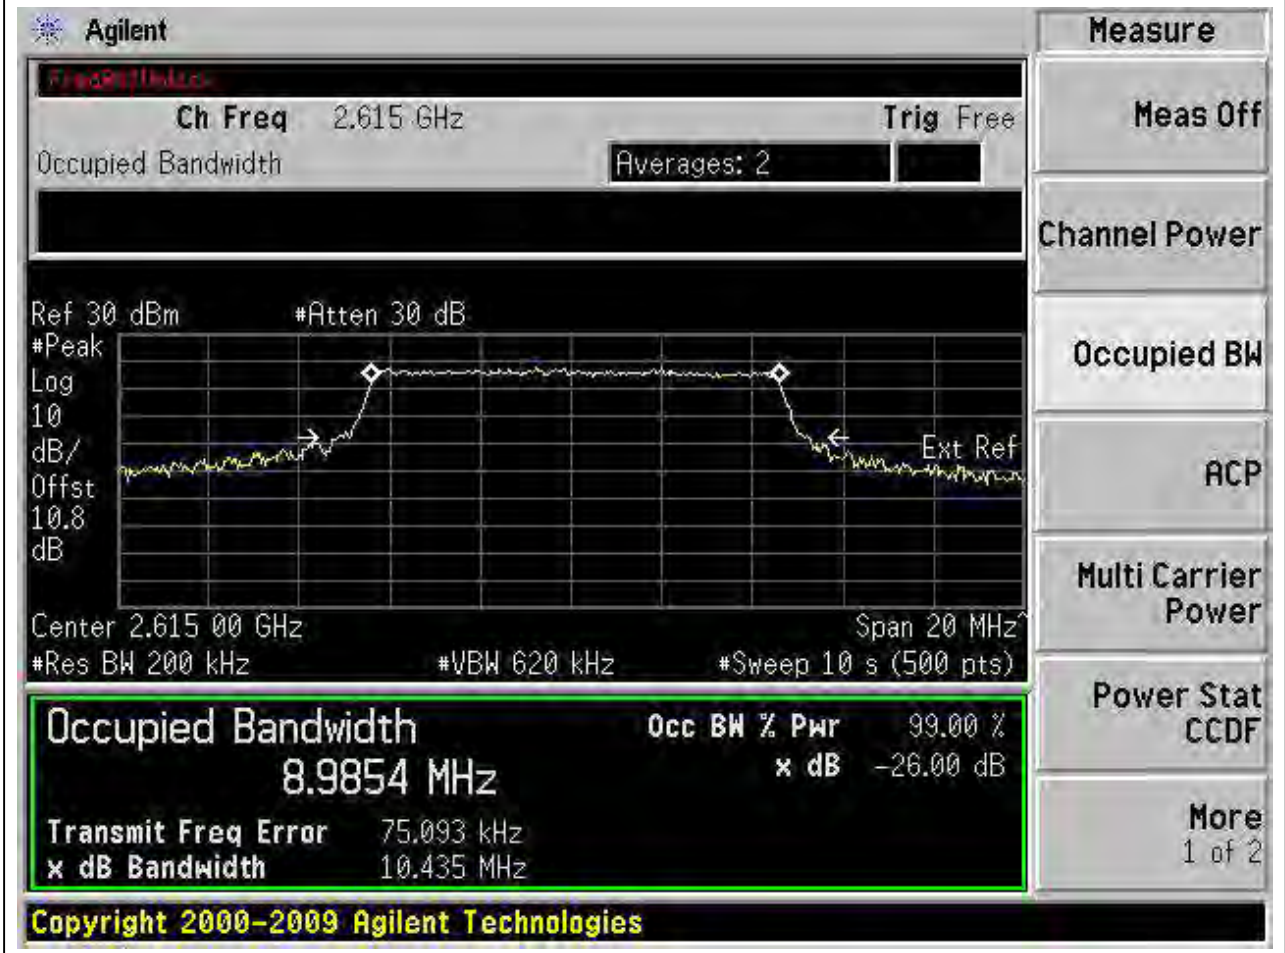 Agilent
Measure
Ch Freq 2.615 GHz Trig Free
Occupied Bandwidth Averages: 2
Meas Off
Channel Power
Occupied BW
ACP
Multi Carrier
Power
Power Stat
CCDF
More
1 of 2
Ref 30 dBm #Atten 30 dB
#Peak
Log
10
dB/
Offst
10.8
dB
Ext Ref
Center 2.615 00 GHz Span 20 MHz^
#Res BW 200 kHz #VBW 620 kHz #Sweep 10 s (500 pts)
Occupied Bandwidth Occ BW % Pwr 99.00 %
8.9854 MHz x dB -26.00 dB
Transmit Freq Error 75.093 kHz
x dB Bandwidth 10.435 MHz
Copyright 2000-2009 Agilent Technologies